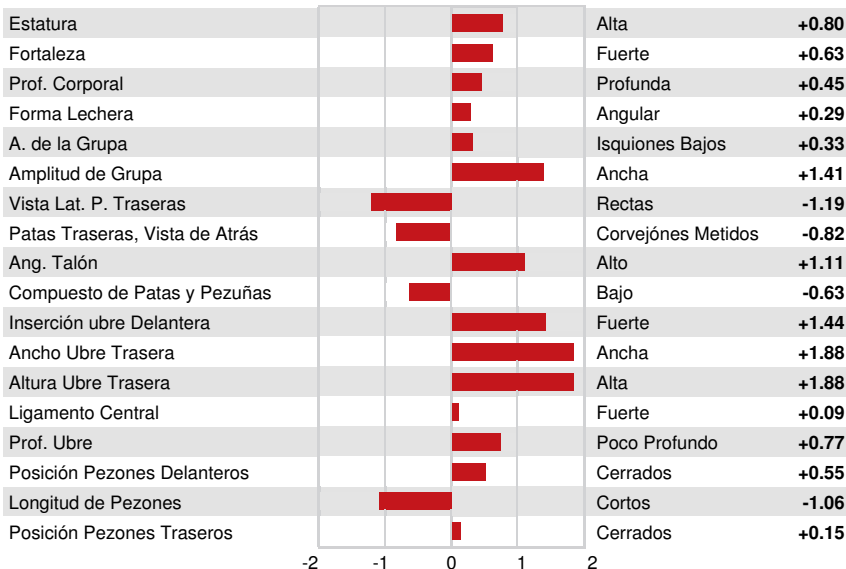 Estatura Alta +0.80
Fortaleza Fuerte +0.63
Prof. Corporal Profunda +0.45
Forma Lechera Angular +0.29
A. de la Grupa Isquiones Bajos +0.33
Amplitud de Grupa Ancha +1.41
Vista Lat. P. Traseras Rectas -1.19
Patas Traseras, Vista de Atrás Corvejónes Metidos -0.82
Ang. Talón Alto +1.11
Compuesto de Patas y Pezuñas Bajo -0.63
Inserción ubre Delantera Fuerte +1.44
Ancho Ubre Trasera Ancha +1.88
Altura Ubre Trasera Alta +1.88
Ligamento Central Fuerte +0.09
Prof. Ubre Poco Profundo +0.77
Posición Pezones Delanteros Cerrados +0.55
Longitud de Pezones Cortos -1.06
Posición Pezones Traseros Cerrados +0.15
-2 -1 0 1 2